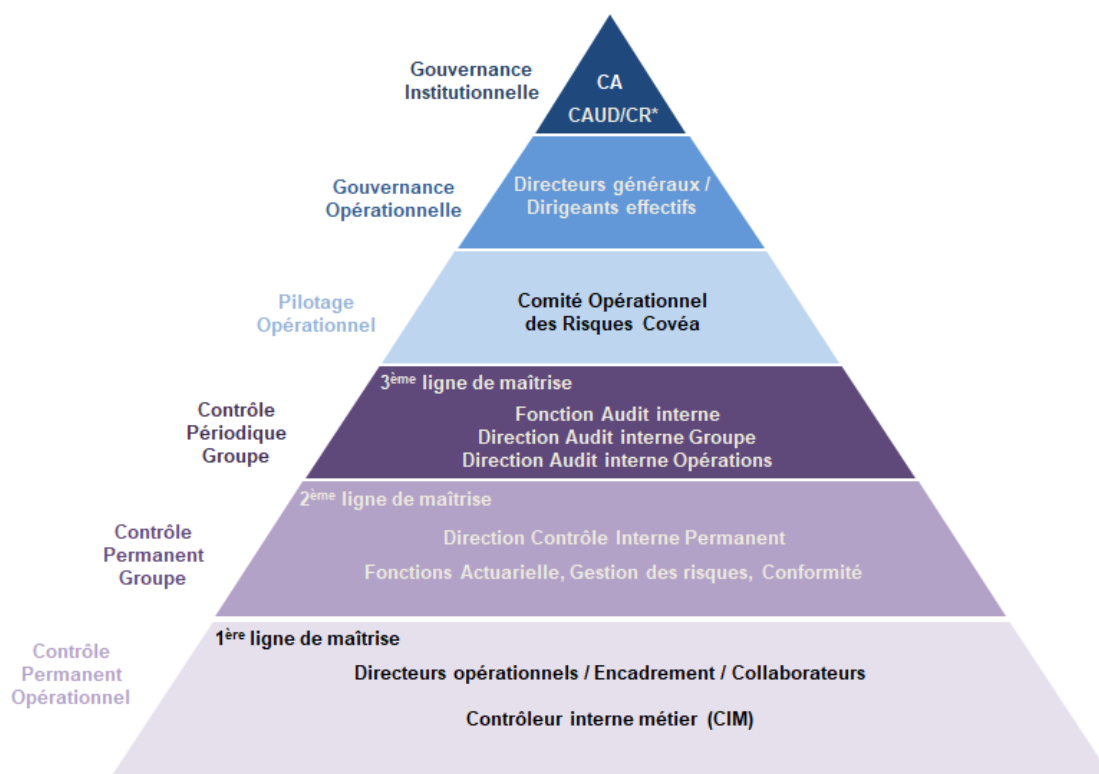 Gouvernance
Institutionnelle
CA
CAUD/CR*
Gouvernance
Opérationnelle
Directeurs généraux /
Dirigeants effectifs
Pilotage
Opérationnel
Comité Opérationnel
des Risques Covéa
Contrôle
Périodique
Groupe
3ème ligne de maîtrise
Fonction Audit interne
Direction Audit interne Groupe
Direction Audit interne Opérations
Contrôle
Permanent
Groupe
2ème ligne de maîtrise
Direction Contrôle Interne Permanent
Fonctions Actuarielle, Gestion des risques, Conformité
Contrôle
Permanent
Opérationnel
1ère ligne de maîtrise
Directeurs opérationnels / Encadrement / Collaborateurs
Contrôleur interne métier (CIM)